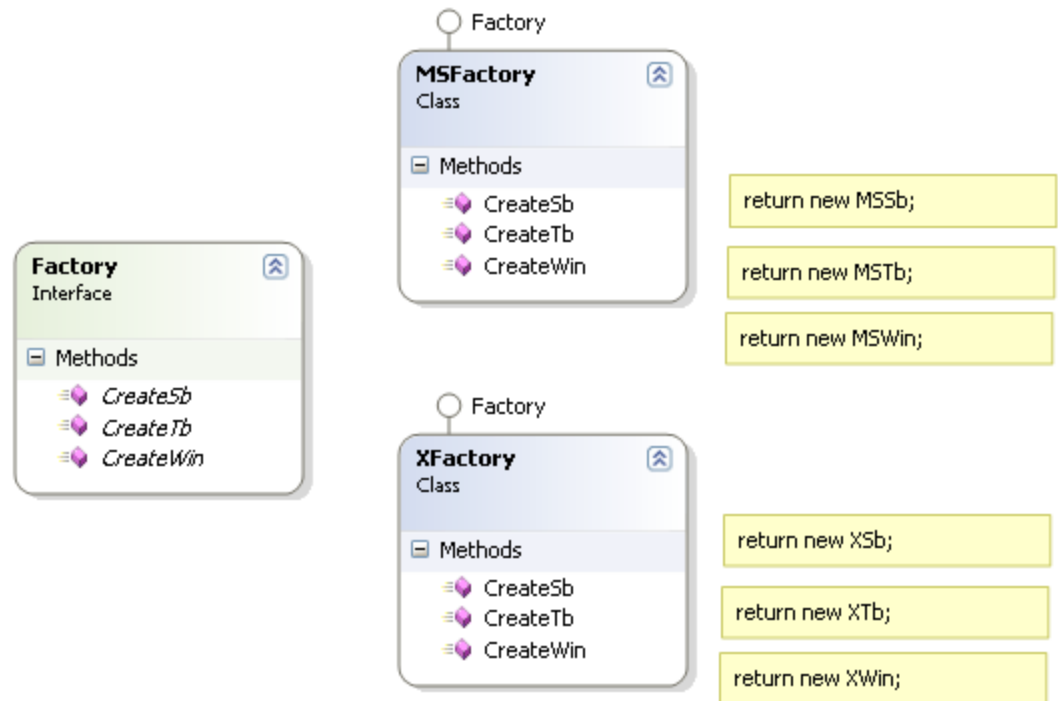 Factory
Interface
Methods
CreateSb
CreateTb
CreateWin
Factory
MSFactory
Class
Methods
CreateSb
CreateTb
CreateWin
return new MSSb;
return new MSTb;
return new MSWin;
Factory
XFactory
Class
Methods
CreateSb
CreateTb
CreateWin
return new XSb;
return new XTb;
return new XWin;